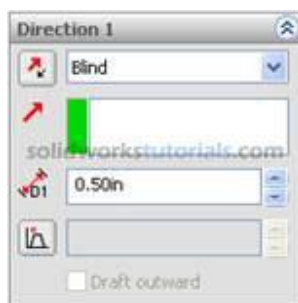 Direction 1
Blind
solidworkstutorials.com
D1
0.50in
Draft outward